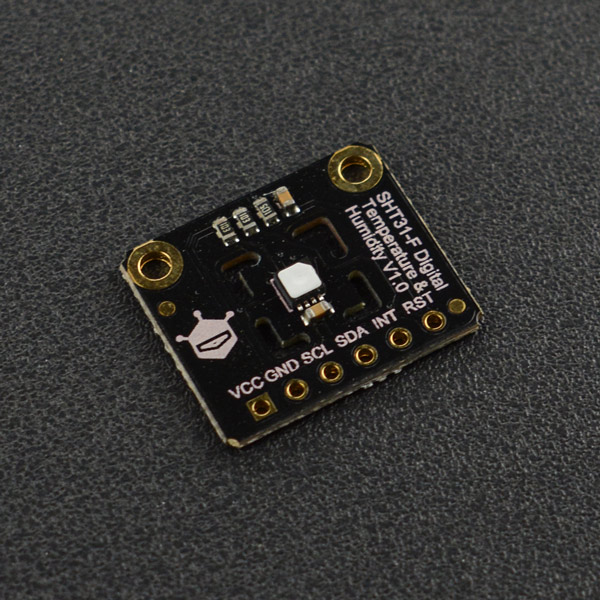 SHT31-F Digital
Temperature &
Humidity V1.0
VCC GND SCL SDA INT RST